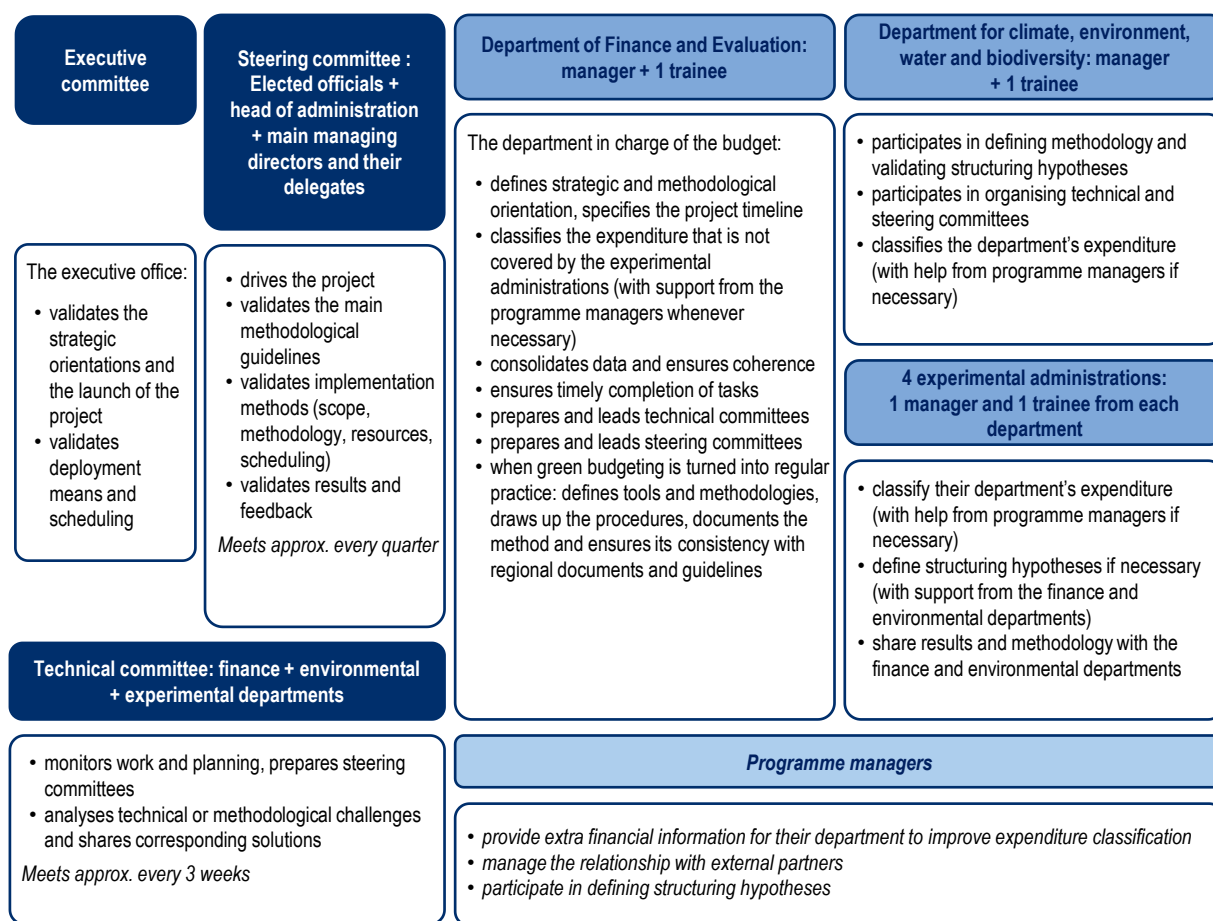 Executive
committee
The executive office:
• validates the
strategic
orientations and
the launch of the
project
• validates
deployment
means and
scheduling
Steering committee :
Elected officials +
head of administration
+ main managing
directors and their
delegates
• drives the project
• validates the main
methodological
guidelines
• validates implementation
methods (scope,
methodology, resources,
scheduling)
• validates results and
feedback
Meets approx. every quarter
Technical committee: finance + environmental
+ experimental departments
• monitors work and planning, prepares steering
committees
• analyses technical or methodological challenges
and shares corresponding solutions
Meets approx. every 3 weeks
Department of Finance and Evaluation:
manager + 1 trainee
The department in charge of the budget:
• defines strategic and methodological
orientation, specifies the project timeline
• classifies the expenditure that is not
covered by the experimental
administrations (with support from the
programme managers whenever
necessary)
• consolidates data and ensures coherence
• ensures timely completion of tasks
• prepares and leads technical committees
• prepares and leads steering committees
• when green budgeting is turned into regular
practice: defines tools and methodologies,
draws up the procedures, documents the
method and ensures its consistency with
regional documents and guidelines
Department for climate, environment,
water and biodiversity: manager
+ 1 trainee
• participates in defining methodology and
validating structuring hypotheses
• participates in organising technical and
steering committees
• classifies the department's expenditure
(with help from programme managers if
necessary)
4 experimental administrations:
1 manager and 1 trainee from each
department
• classify their department's expenditure
(with help from programme managers if
necessary)
• define structuring hypotheses if necessary
(with support from the finance and
environmental departments)
• share results and methodology with the
finance and environmental departments
Programme managers
• provide extra financial information for their department to improve expenditure classification
• manage the relationship with external partners
• participate in defining structuring hypotheses